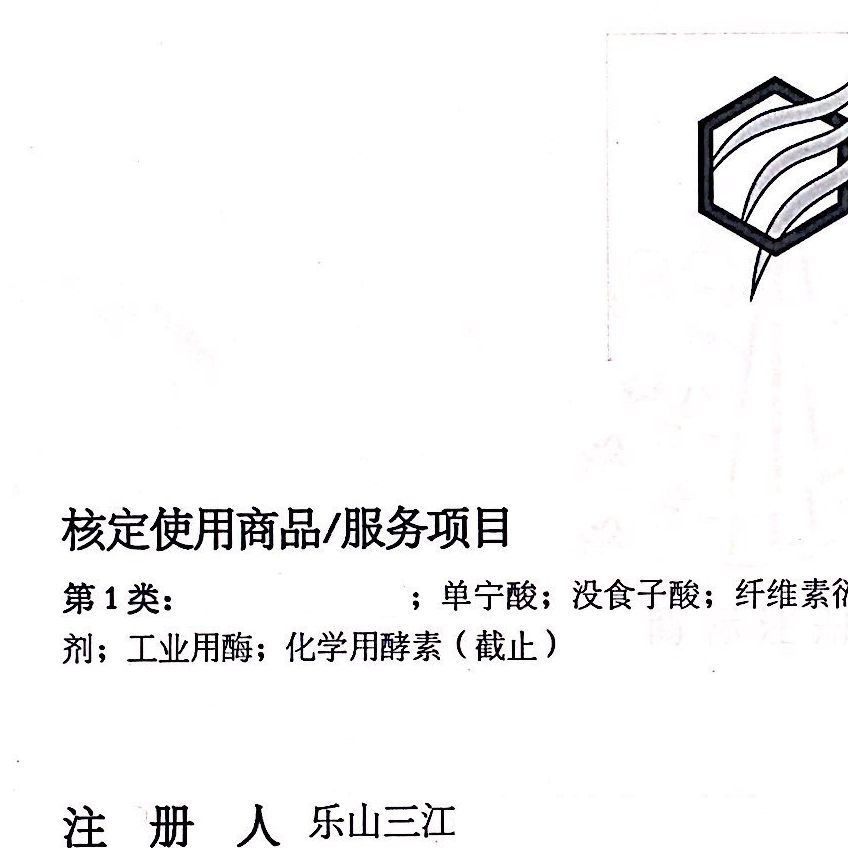 核定使用商品/服务项目
第1类： ；单宁酸；没食子酸；纤维素
剂；工业用酶；化学用酵素（截止）
注 册 人 乐山三江